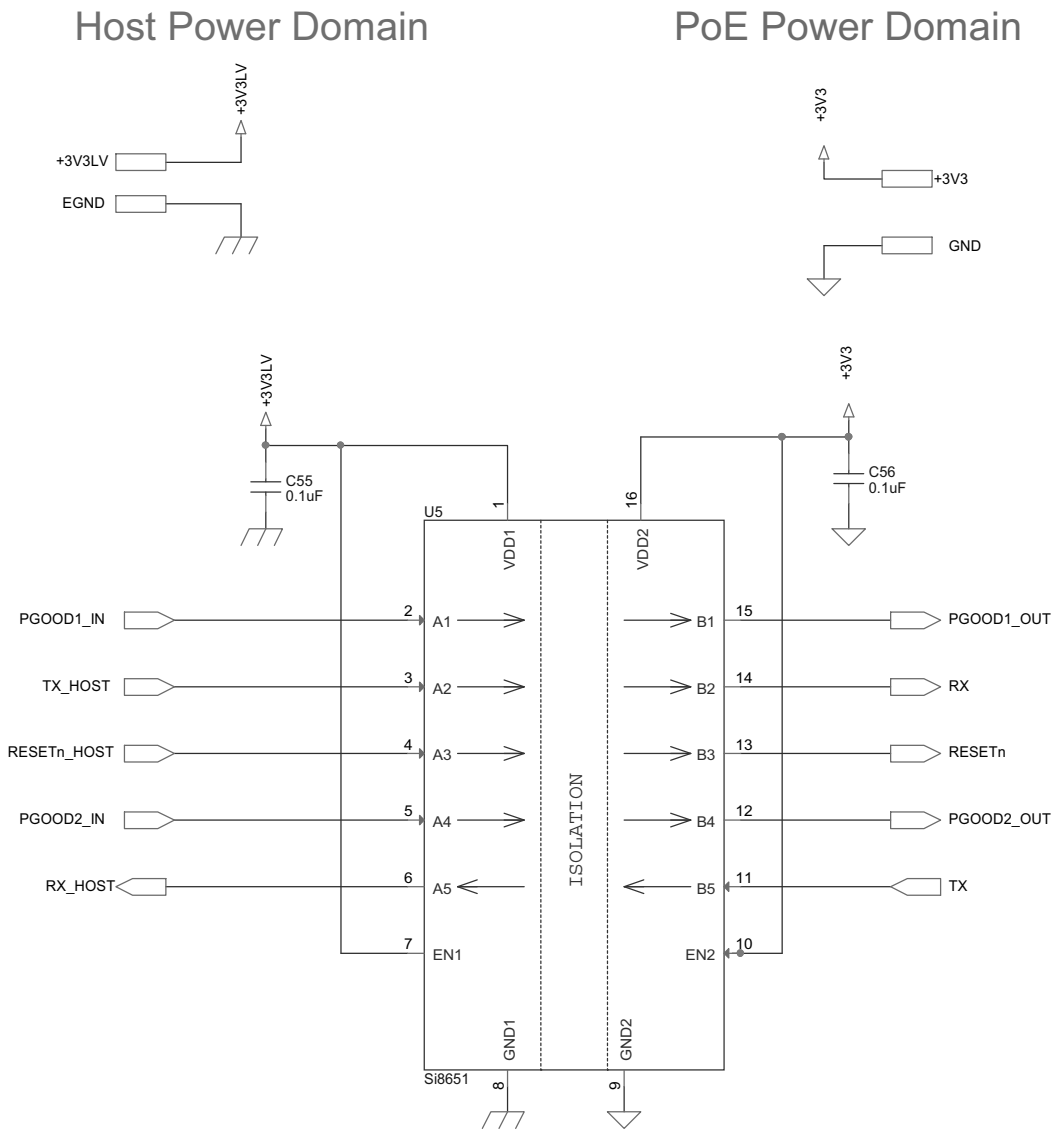 Host Power Domain
PoE Power Domain
+3V3LV
+3V3
+3V3LV
+3V3
EGND
GND
+3V3LV
+3V3
C55
0.1uF
C56
0.1uF
U5
1
16
VDD1
VDD2
PGOOD1_IN
2
A1
B1
15
PGOOD1_OUT
TX_HOST
3
A2
B2
14
RX
RESETn_HOST
4
A3
B3
13
RESETn
PGOOD2_IN
5
A4
B4
12
PGOOD2_OUT
ISOLATION
RX_HOST
6
A5
B5
11
TX
7
EN1
EN2
10
GND1
GND2
Si8651
8
9